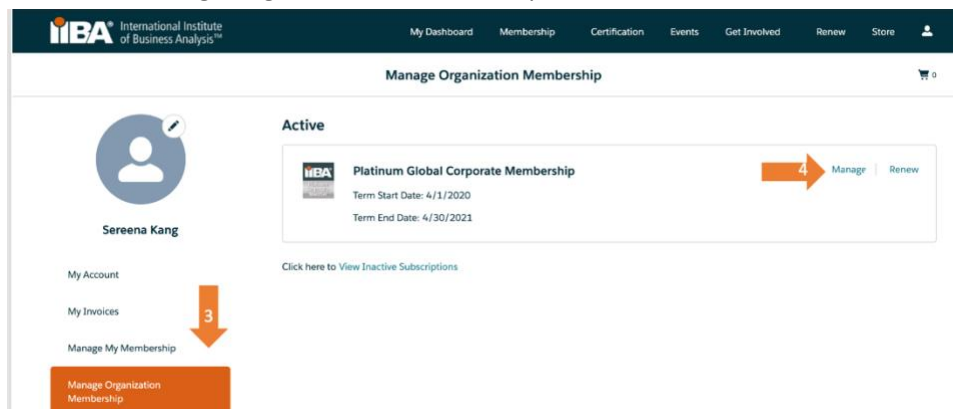 iiBA® International Institute
of Business Analysis™
My Dashboard Membership Certification Events Get Involved Renew Store
Manage Organization Membership 0
Active
iiBA
Platinum Global Corporate Membership
4 Manage | Renew
Term Start Date: 4/1/2020
Term End Date: 4/30/2021
Sereena Kang
Click here to View Inactive Subscriptions
My Account
My Invoices
3
Manage My Membership
Manage Organization
Membership